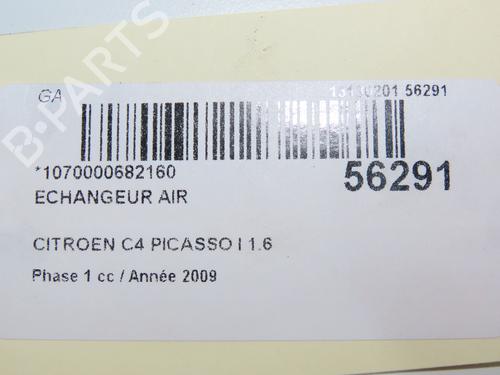 GA
56291
*1070000682160
56291
ECHANGEUR AIR
CITROEN C4 PICASSO I 1.6
Phase 1 cc / Année 2009
B-PARTS